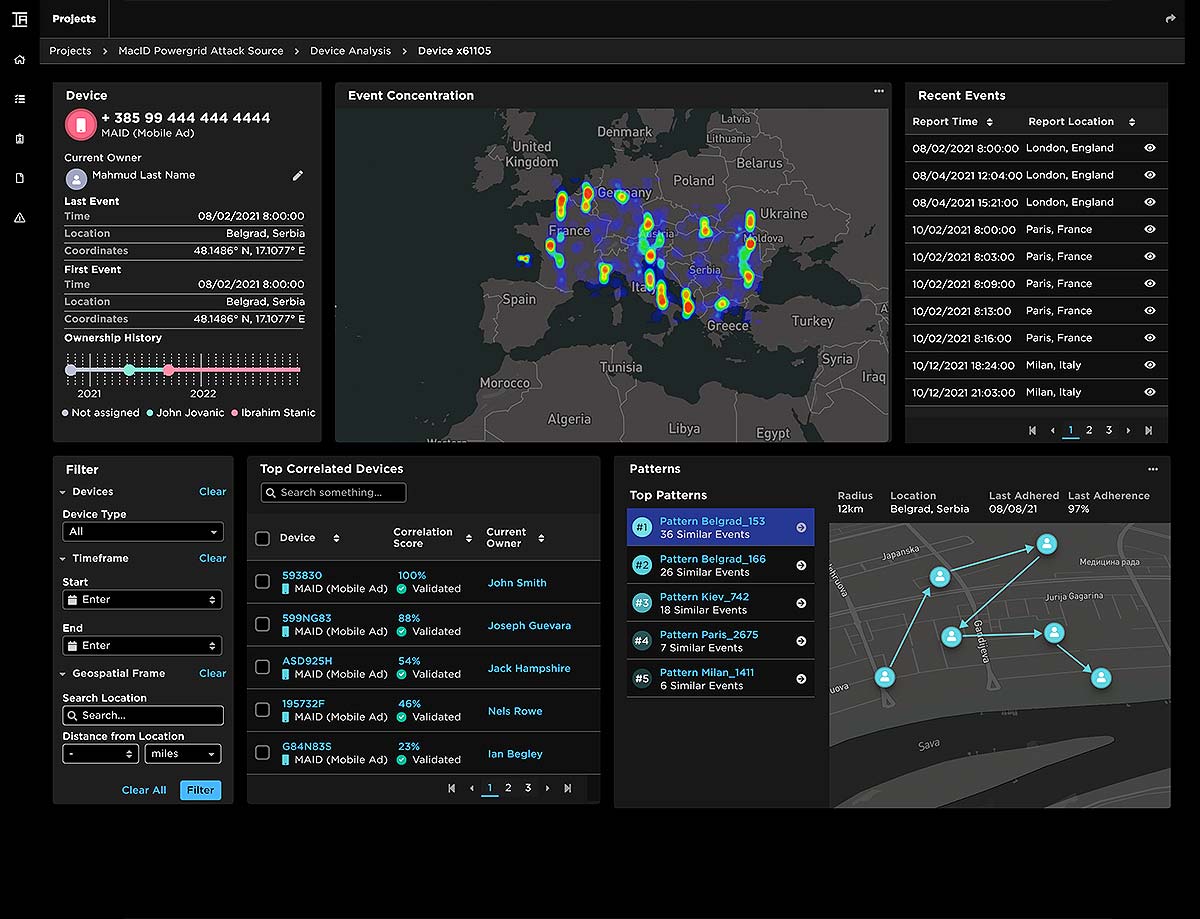 Projects
Projects > MacID Powergrid Attack Source > Device Analysis > Device x61105
Device
+ 385 99 444 444 4444
MAID (Mobile Ad)
Current Owner
Mahmud Last Name
Last Event
Time 08/02/2021 8:00:00
Location Belgrad, Serbia
Coordinates 48.1486° N, 17.1077° E
First Event
Time 08/02/2021 8:00:00
Location Belgrad, Serbia
Coordinates 48.1486° N, 17.1077° E
Ownership History
2021 2022
Not assigned John Jovanic Ibrahim Stanic
Event Concentration
Latvia
Denmark
Lithuania
United
Kingdom
Belarus
Poland
Germany
Ukraine
France
Austria
Moldova
Serbia
Italy
Spain
Greece
Turkey
Syria
Tunisia
Iraq
Morocco
Algeria
Libya
Egypt
Western
Recent Events
Report Time Report Location
08/02/2021 8:00:00 London, England
08/04/2021 12:04:00 London, England
08/04/2021 15:21:00 London, England
10/02/2021 8:00:00 Paris, France
10/02/2021 8:03:00 Paris, France
10/02/2021 8:09:00 Paris, France
10/02/2021 8:13:00 Paris, France
10/02/2021 8:16:00 Paris, France
10/12/2021 18:24:00 Milan, Italy
10/12/2021 21:03:00 Milan, Italy
1 2 3
Filter
Devices Clear
Device Type
All
Timeframe Clear
Start
Enter
End
Enter
Geospatial Frame Clear
Search Location
Search...
Distance from Location
- miles
Clear All Filter
Top Correlated Devices
Search something...
Device Correlation Score Current Owner
593830 100%
MAID (Mobile Ad) Validated John Smith
599NG83 88%
MAID (Mobile Ad) Validated Joseph Guevara
ASD925H 54%
MAID (Mobile Ad) Validated Jack Hampshire
195732F 46%
MAID (Mobile Ad) Validated Nels Rowe
G84N83S 23%
MAID (Mobile Ad) Validated Ian Begley
1 2 3
Patterns
Top Patterns
#1 Pattern Belgrad_153
36 Similar Events
#2 Pattern Belgrad_166
26 Similar Events
#3 Pattern Kiev_742
18 Similar Events
#4 Pattern Paris_2675
7 Similar Events
#5 Pattern Milan_1411
6 Similar Events
Radius Location Last Adhered Last Adherence
12km Belgrad, Serbia 08/08/21 97%
Japanska
Медицина рада
Jurija Gagarina
Gandijeva
Sava